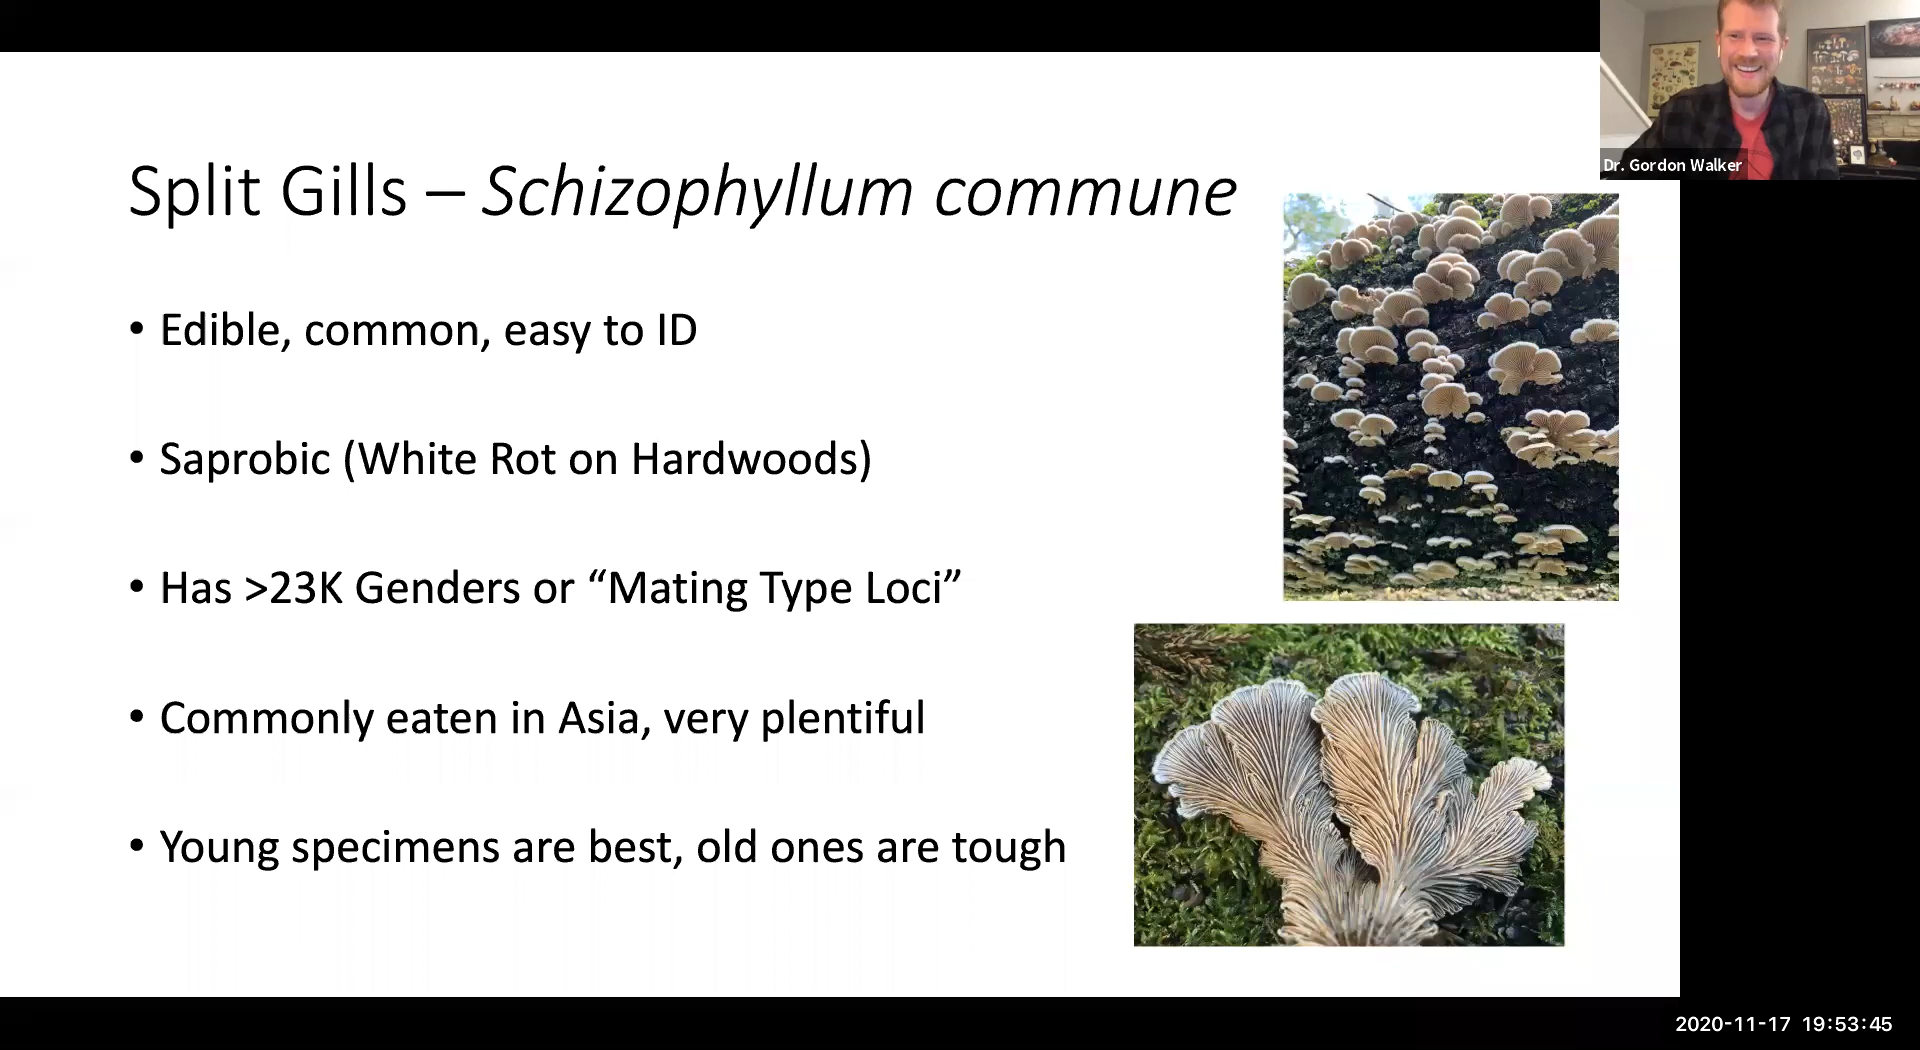 Dr. Gordon Walker
Split Gills – Schizophyllum commune
• Edible, common, easy to ID
• Saprobic (White Rot on Hardwoods)
• Has >23K Genders or “Mating Type Loci”
• Commonly eaten in Asia, very plentiful
• Young specimens are best, old ones are tough
2020-11-17 19:53:45